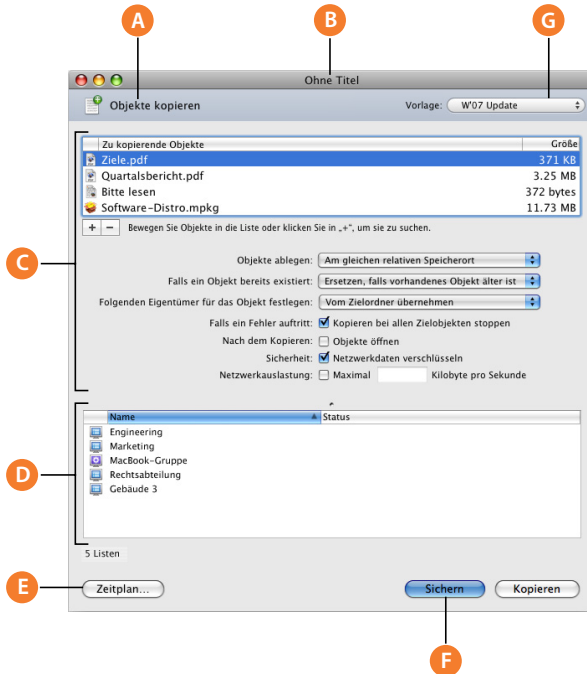 A B G
Ohne Titel
Objekte kopieren Vorlage: W'07 Update
Zu kopierende Objekte Größe
Ziele.pdf 371 KB
Quartalsbericht.pdf 3.25 MB
Bitte lesen 372 bytes
Software-Distro.mpkg 11.73 MB
+ − Bewegen Sie Objekte in die Liste oder klicken Sie in „+“, um sie zu suchen.
C
Objekte ablegen: Am gleichen relativen Speicherort
Falls ein Objekt bereits existiert: Ersetzen, falls vorhandenes Objekt älter ist
Folgenden Eigentümer für das Objekt festlegen: Vom Zielordner übernehmen
Falls ein Fehler auftritt: Kopieren bei allen Zielobjekten stoppen
Nach dem Kopieren: Objekte öffnen
Sicherheit: Netzwerkdaten verschlüsseln
Netzwerkauslastung: Maximal Kilobyte pro Sekunde
Name Status
Engineering
Marketing
MacBook-Gruppe
D Rechtsabteilung
Gebäude 3
5 Listen
E Zeitplan... Sichern Kopieren
F